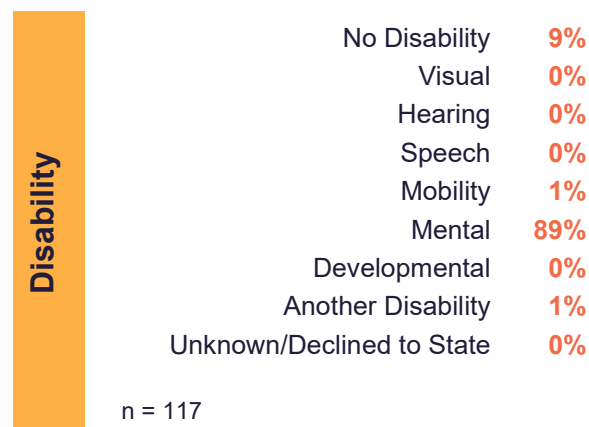 Disability
No Disability 9%
Visual 0%
Hearing 0%
Speech 0%
Mobility 1%
Mental 89%
Developmental 0%
Another Disability 1%
Unknown/Declined to State 0%
n = 117